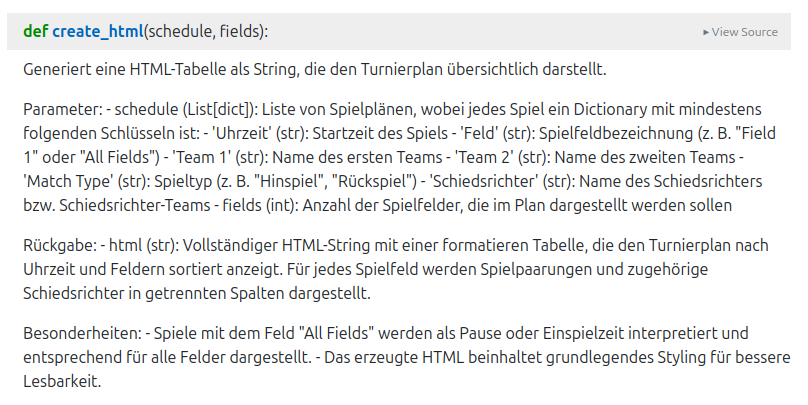 def create_html(schedule, fields):
▸ View Source
Generiert eine HTML-Tabelle als String, die den Turnierplan übersichtlich darstellt.
Parameter: - schedule (List[dict]): Liste von Spielplänen, wobei jedes Spiel ein Dictionary mit mindestens
folgenden Schlüsseln ist: - 'Uhrzeit' (str): Startzeit des Spiels - 'Feld' (str): Spielfeldbezeichnung (z. B. "Field
1" oder "All Fields") - 'Team 1' (str): Name des ersten Teams - 'Team 2' (str): Name des zweiten Teams -
'Match Type' (str): Spieltyp (z. B. "Hinspiel", "Rückspiel") - 'Schiedsrichter' (str): Name des Schiedsrichters
bzw. Schiedsrichter-Teams - fields (int): Anzahl der Spielfelder, die im Plan dargestellt werden sollen
Rückgabe: - html (str): Vollständiger HTML-String mit einer formatieren Tabelle, die den Turnierplan nach
Uhrzeit und Feldern sortiert anzeigt. Für jedes Spielfeld werden Spielpaarungen und zugehörige
Schiedsrichter in getrennten Spalten dargestellt.
Besonderheiten: - Spiele mit dem Feld "All Fields" werden als Pause oder Einspielzeit interpretiert und
entsprechend für alle Felder dargestellt. - Das erzeugte HTML beinhaltet grundlegendes Styling für bessere
Lesbarkeit.